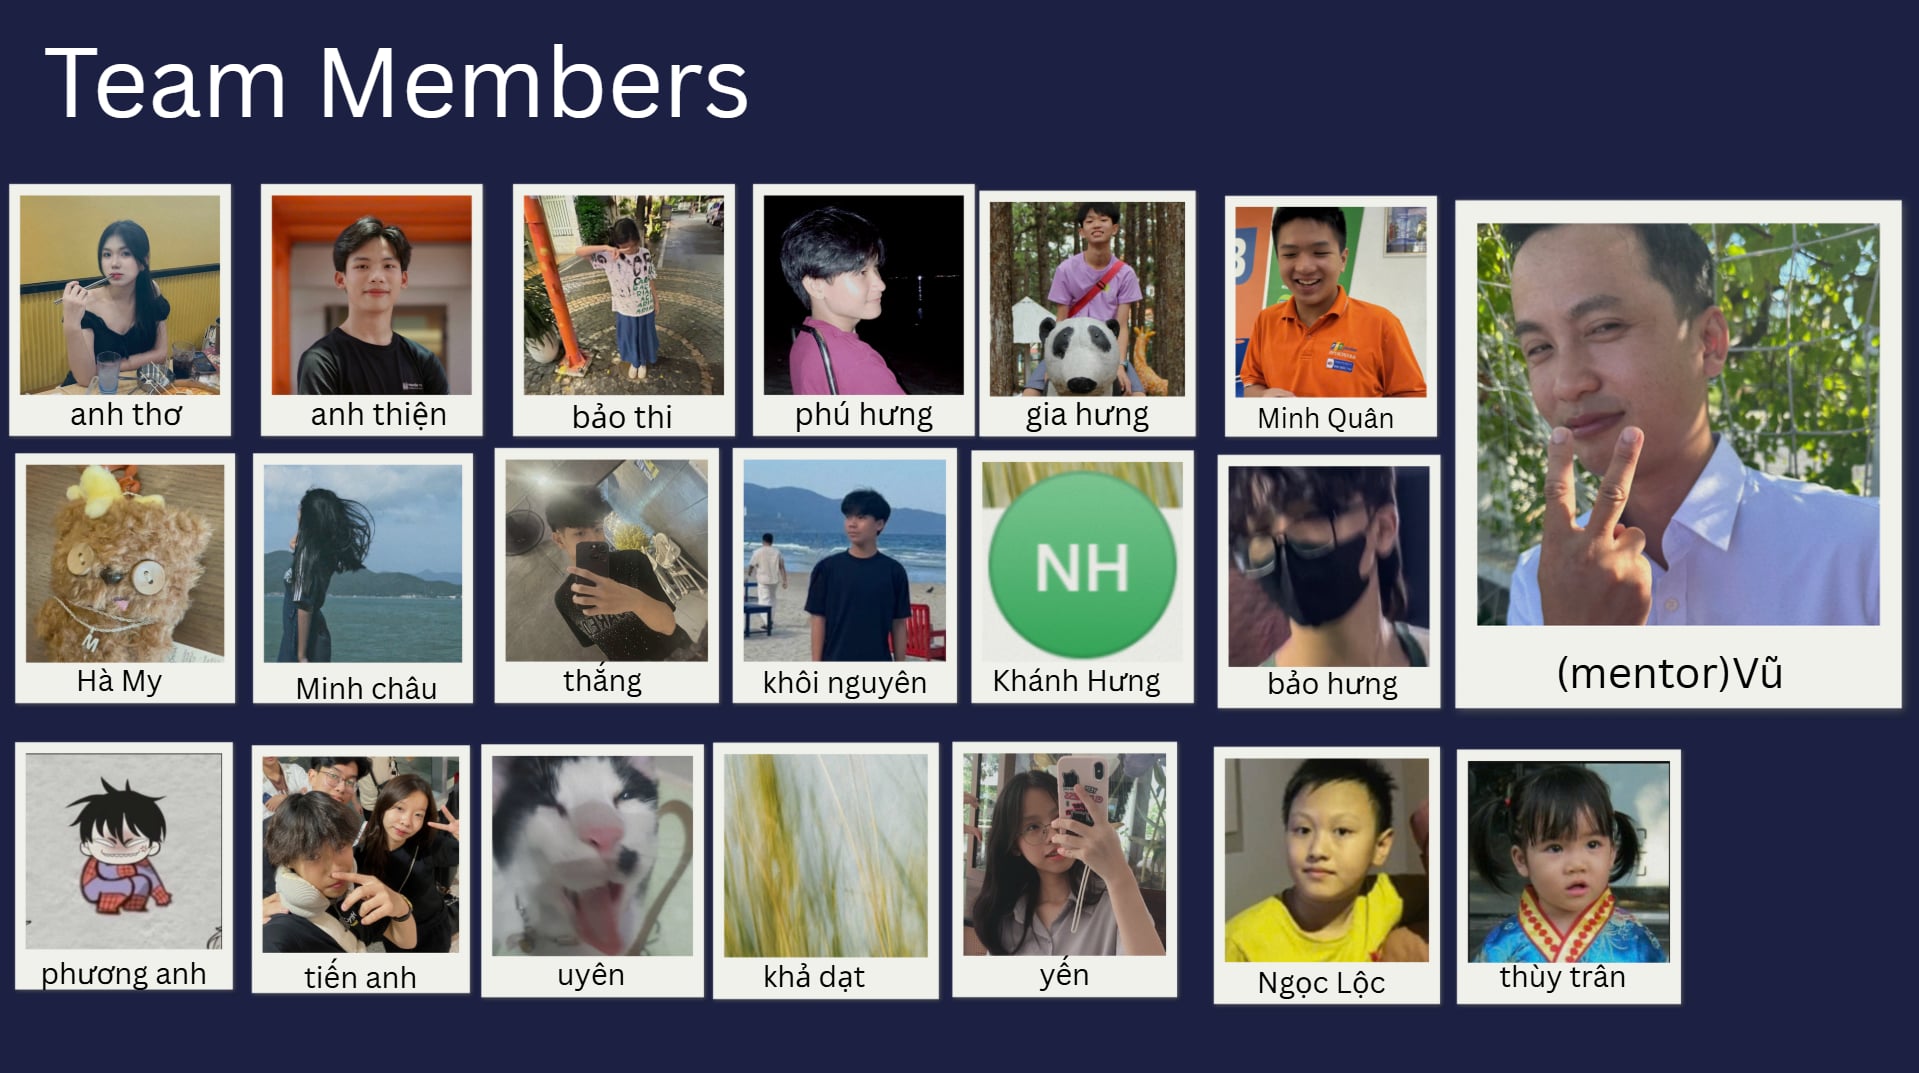 Team Members
anh thơ
anh thiện
bảo thi
phú hưng
gia hưng
Minh Quân
(mentor)Vũ
Hà My
Minh châu
thắng
khôi nguyên
NH
Khánh Hưng
bảo hưng
phương anh
tiến anh
uyên
khả dạt
yến
Ngọc Lộc
thùy trân